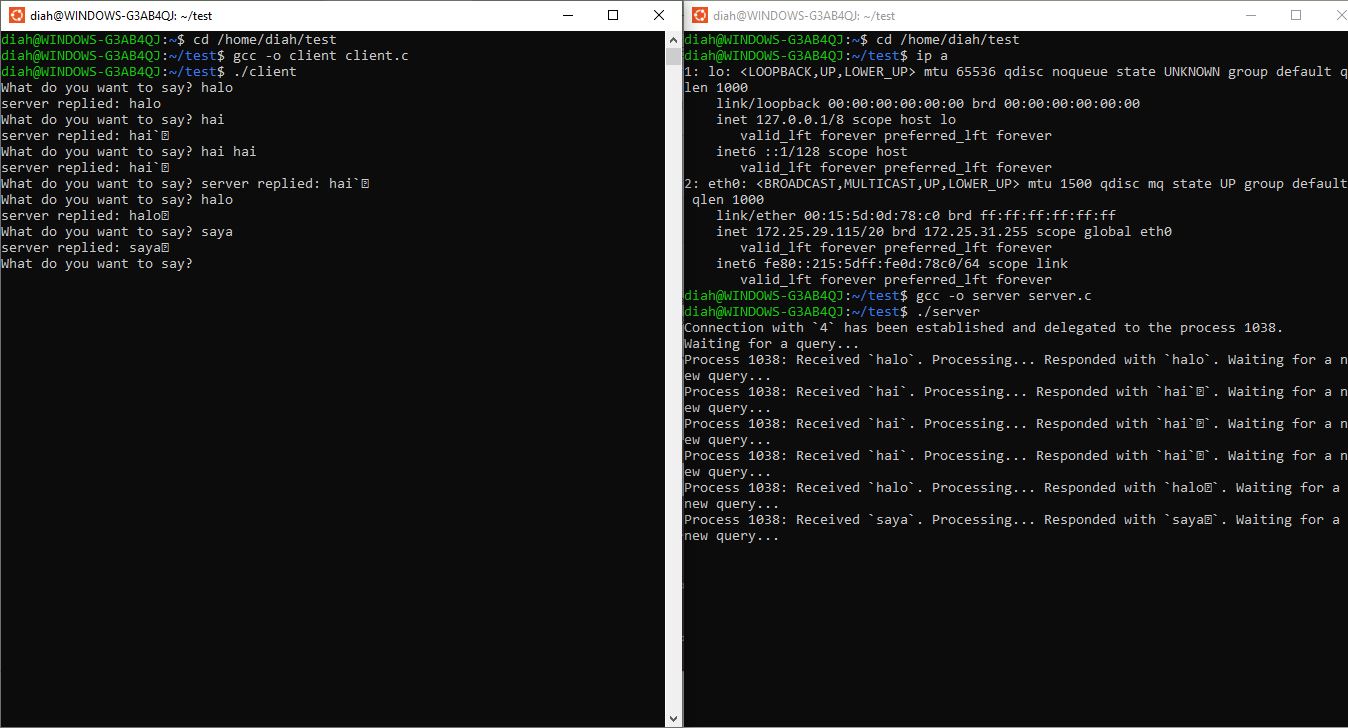 diah@WINDOWS-G3AB4QJ: ~/test
diah@WINDOWS-G3AB4QJ:~$ cd /home/diah/test
diah@WINDOWS-G3AB4QJ:~/test$ gcc -o client client.c
diah@WINDOWS-G3AB4QJ:~/test$ ./client
What do you want to say? halo
server replied: halo
What do you want to say? hai
server replied: hai`�
What do you want to say? hai hai
server replied: hai`�
What do you want to say? server replied: hai`�
What do you want to say? halo
server replied: halo�
What do you want to say? saya
server replied: saya�
What do you want to say?
diah@WINDOWS-G3AB4QJ: ~/test
diah@WINDOWS-G3AB4QJ:~$ cd /home/diah/test
diah@WINDOWS-G3AB4QJ:~/test$ ip a
1: lo: <LOOPBACK,UP,LOWER_UP> mtu 65536 qdisc noqueue state UNKNOWN group default q
len 1000
link/loopback 00:00:00:00:00:00 brd 00:00:00:00:00:00
inet 127.0.0.1/8 scope host lo
valid_lft forever preferred_lft forever
inet6 ::1/128 scope host
valid_lft forever preferred_lft forever
2: eth0: <BROADCAST,MULTICAST,UP,LOWER_UP> mtu 1500 qdisc mq state UP group default
qlen 1000
link/ether 00:15:5d:0d:78:c0 brd ff:ff:ff:ff:ff:ff
inet 172.25.29.115/20 brd 172.25.31.255 scope global eth0
valid_lft forever preferred_lft forever
inet6 fe80::215:5dff:fe0d:78c0/64 scope link
valid_lft forever preferred_lft forever
diah@WINDOWS-G3AB4QJ:~/test$ gcc -o server server.c
diah@WINDOWS-G3AB4QJ:~/test$ ./server
Connection with `4` has been established and delegated to the process 1038.
Waiting for a query...
Process 1038: Received `halo`. Processing... Responded with `halo`. Waiting for a n
ew query...
Process 1038: Received `hai`. Processing... Responded with `hai`�`. Waiting for a n
ew query...
Process 1038: Received `hai`. Processing... Responded with `hai`�`. Waiting for a n
ew query...
Process 1038: Received `hai`. Processing... Responded with `hai`�`. Waiting for a n
ew query...
Process 1038: Received `halo`. Processing... Responded with `halo�`. Waiting for a
new query...
Process 1038: Received `saya`. Processing... Responded with `saya�`. Waiting for a
new query...